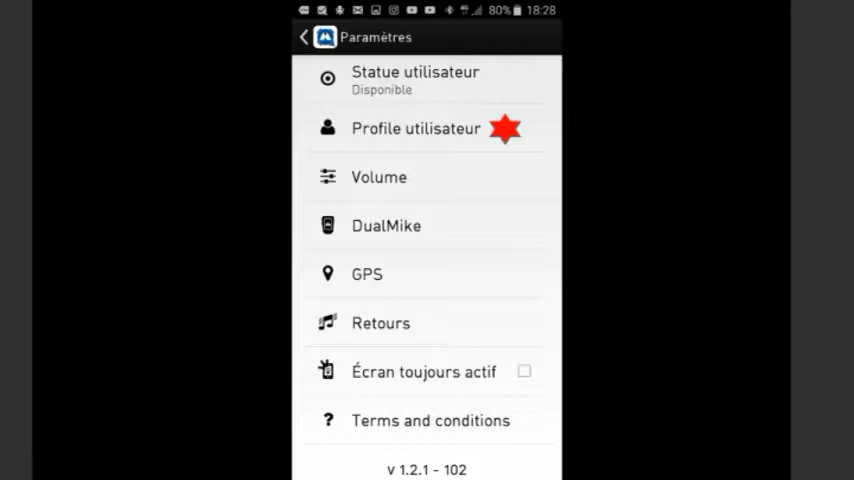 80% 18:28
Paramètres
Statue utilisateur
Disponible
Profile utilisateur
Volume
DualMike
GPS
Retours
Écran toujours actif
Terms and conditions
v 1.2.1 - 102